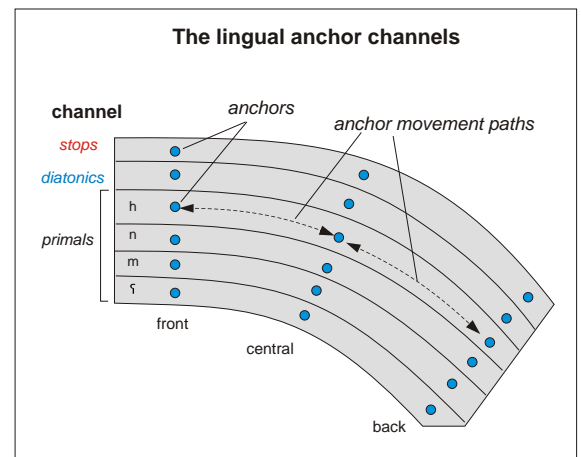 The lingual anchor channels
channel
anchors
anchor movement paths
stops
diatonics
h
primals
n
m
ʕ
front
central
back